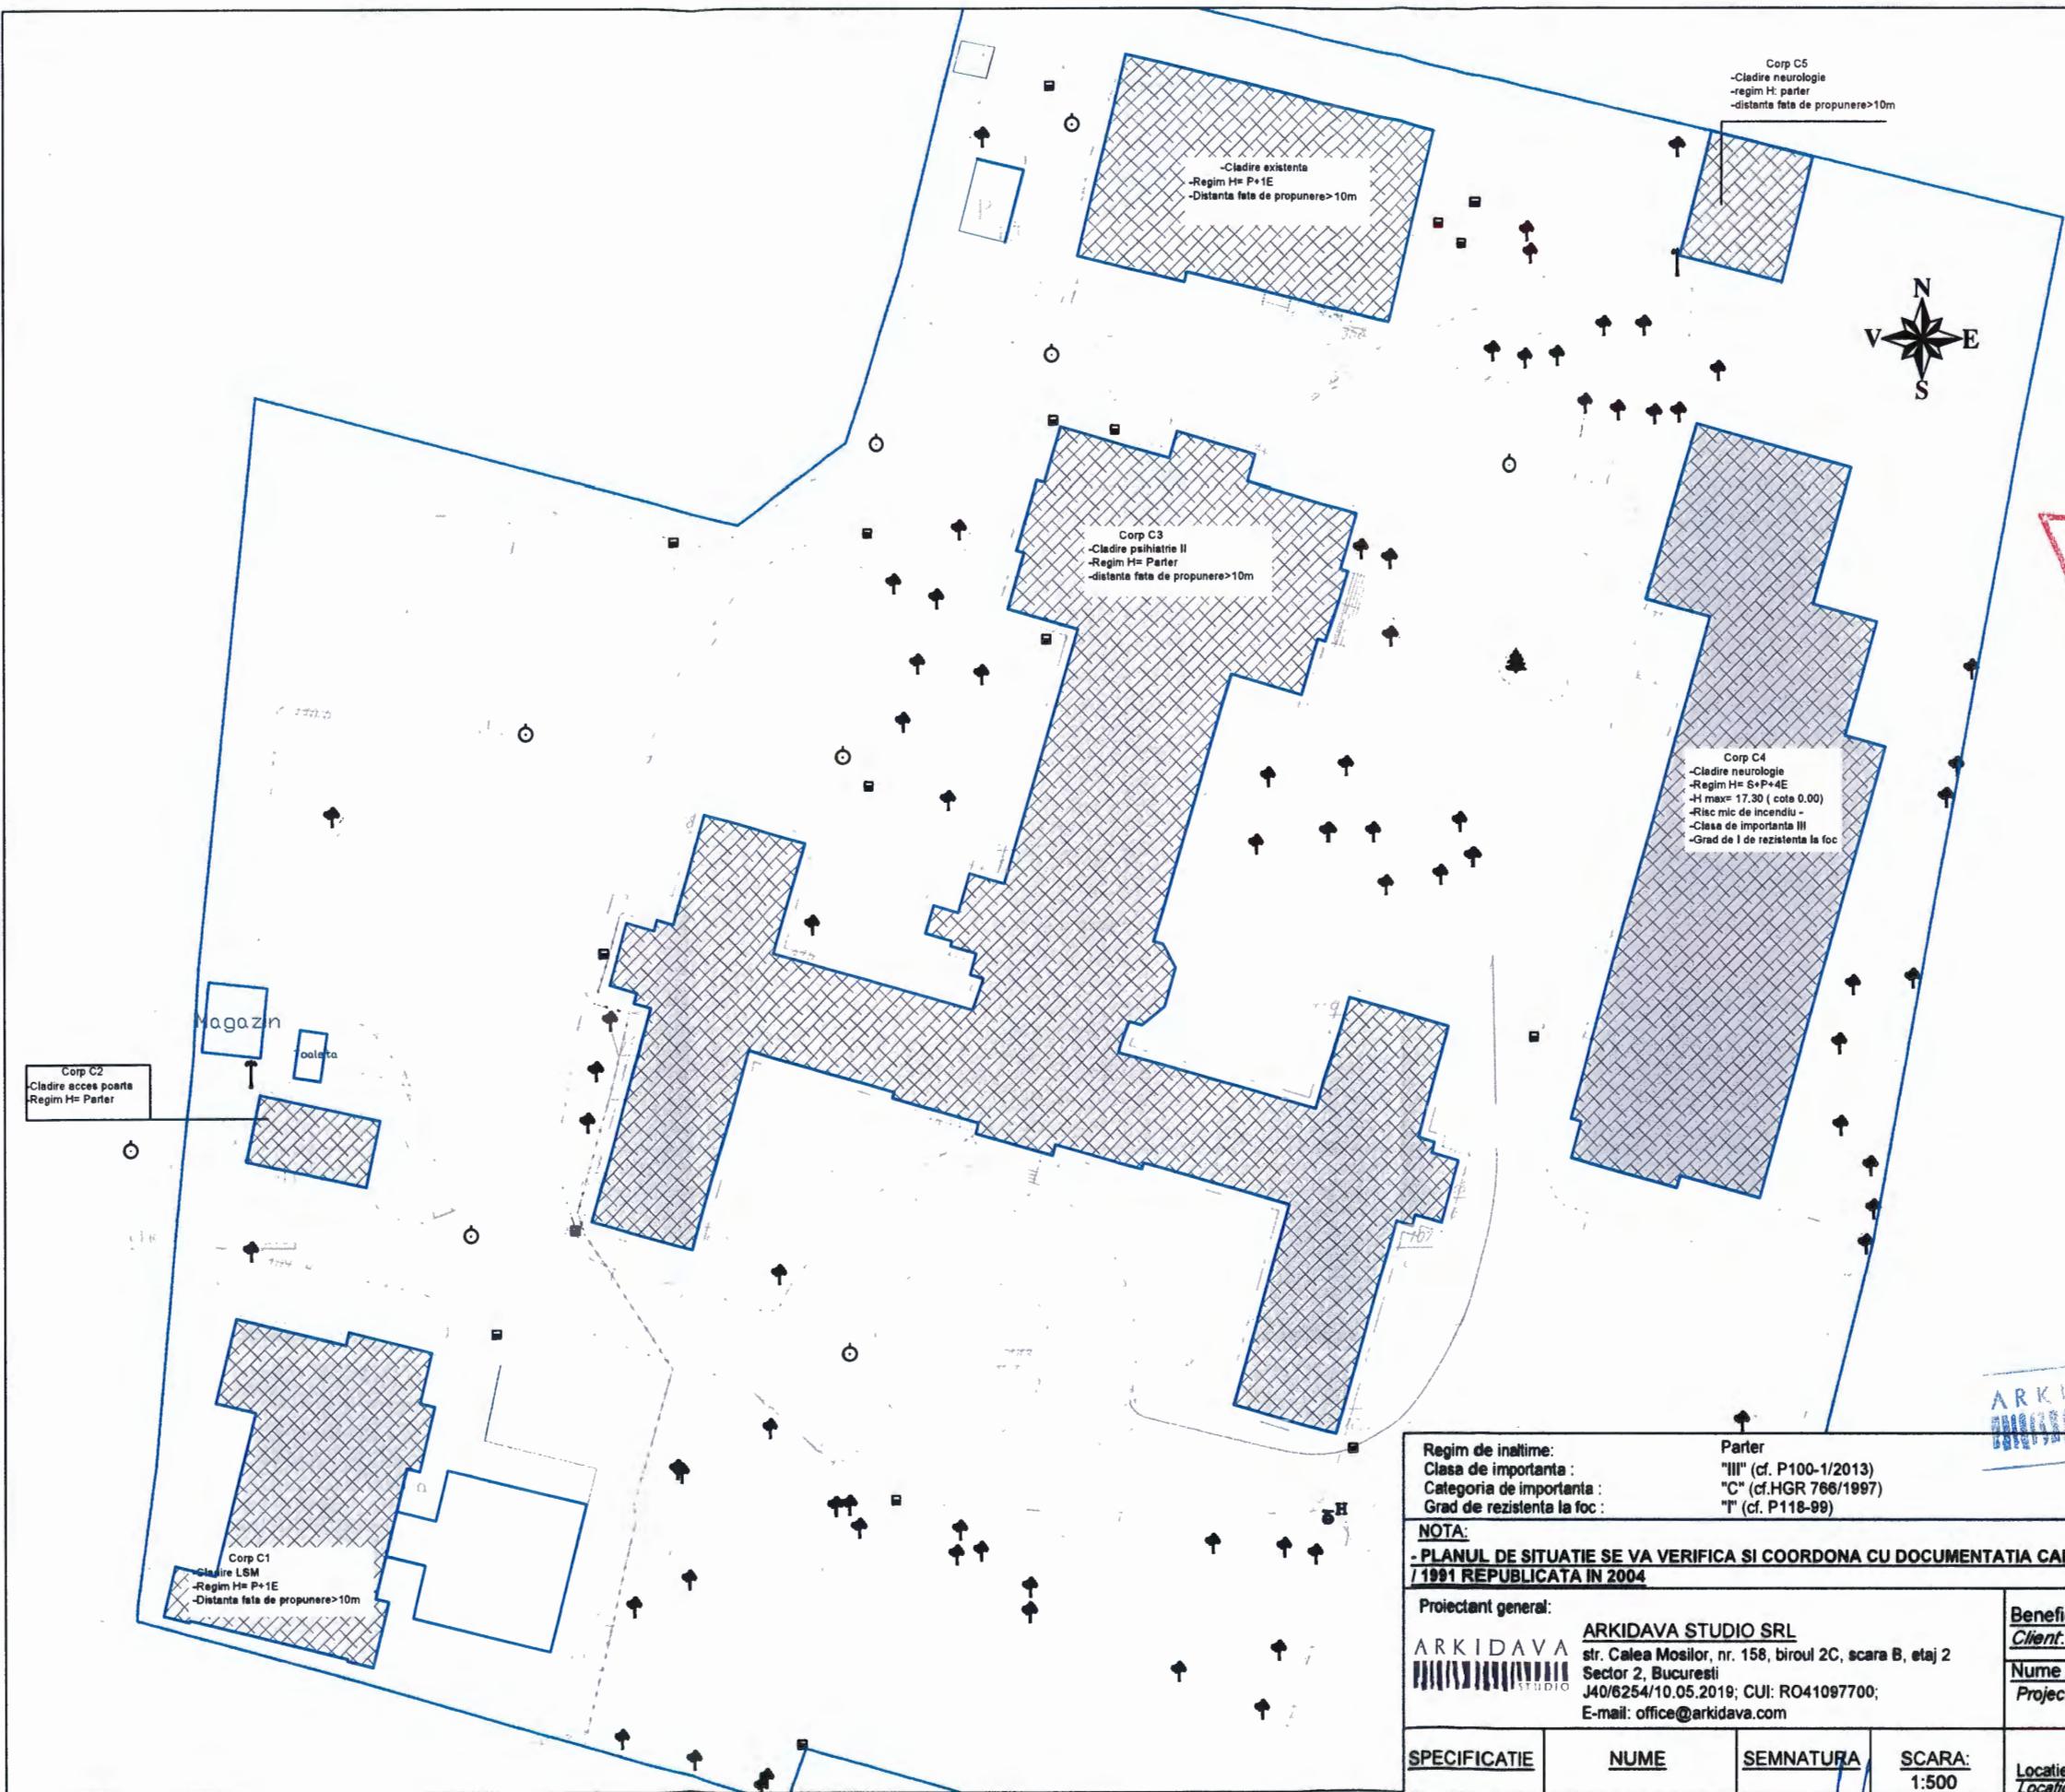 Corp C5
-Cladire neurologie
-regim H: parter
-distanta fata de propunere>10m
-Cladire existenta
-Regim H= P+1E
-Distanta fata de propunere>10m
N
V E
S
Corp C3
-Cladire psihiatrie II
-Regim H= Parter
-distanta fata de propunere>10m
Corp C4
-Cladire neurologie
-Regim H= S+P+4E
-H max= 17.30 ( cota 0.00)
-Risc mic de incendiu -
-Clasa de importanta III
-Grad de I de rezistenta la foc
Magazin
Toaleta
Corp C2
-Cladire acces poarta
-Regim H= Parter
Corp C1
-Cladire LSM
-Regim H= P+1E
-Distanta fata de propunere>10m
H
ARK
Regim de inaltime: Parter
Clasa de importanta : "III" (cf. P100-1/2013)
Categoria de importanta : "C" (cf.HGR 766/1997)
Grad de rezistenta la foc : "I" (cf. P118-99)
NOTA:
- PLANUL DE SITUATIE SE VA VERIFICA SI COORDONA CU DOCUMENTATIA
/ 1991 REPUBLICATA IN 2004
Proiectant general:
ARKIDAVA
STUDIO
ARKIDAVA STUDIO SRL
str. Calea Mosilor, nr. 158, biroul 2C, scara B, etaj 2
Sector 2, Bucuresti
J40/6254/10.05.2019; CUI: RO41097700;
E-mail: office@arkidava.com
Benefi
Client:
Nume
Projec
SPECIFICATIE NUME SEMNATURA SCARA:
1:500
Locatie
Locatio